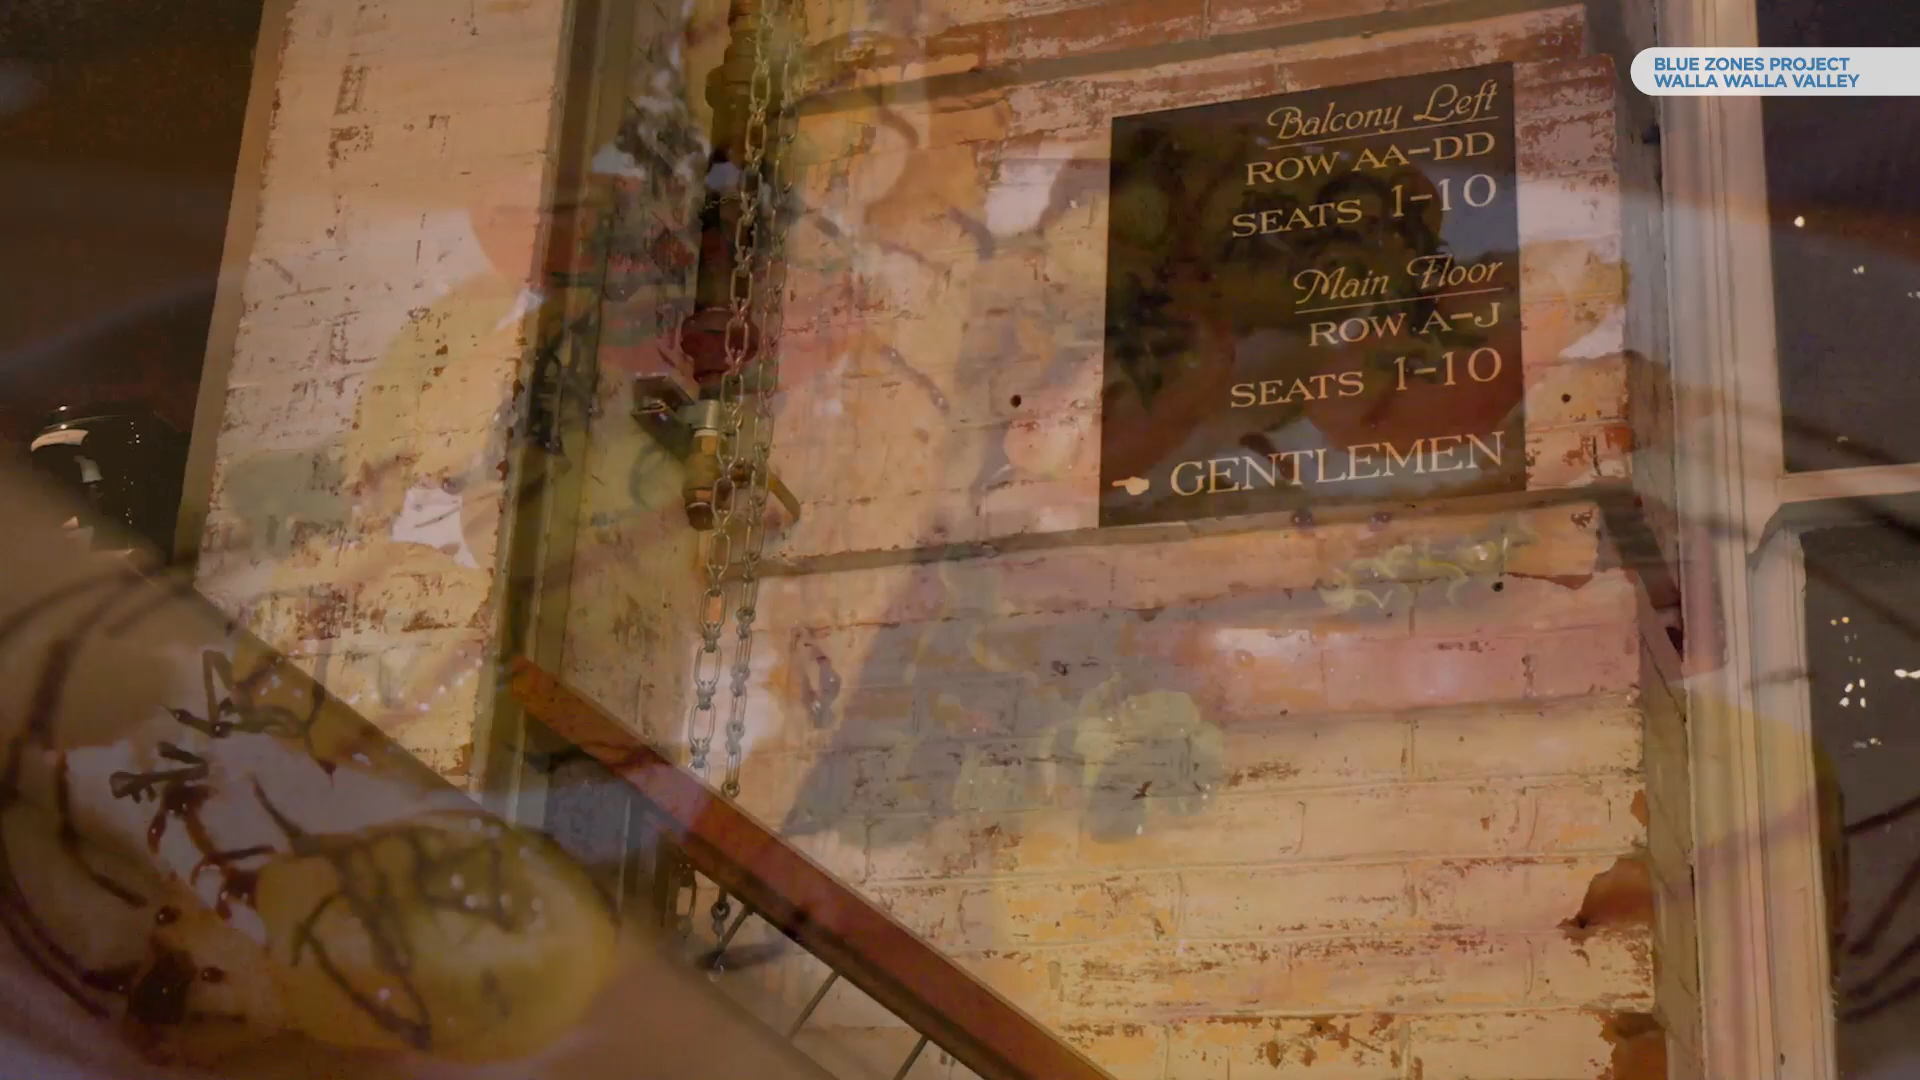 BLUE ZONES PROJECT
WALLA WALLA VALLEY
Balcony Left
ROW AA-DD
SEATS 1-10
Main Floor
ROW A-J
SEATS 1-10
GENTLEMEN